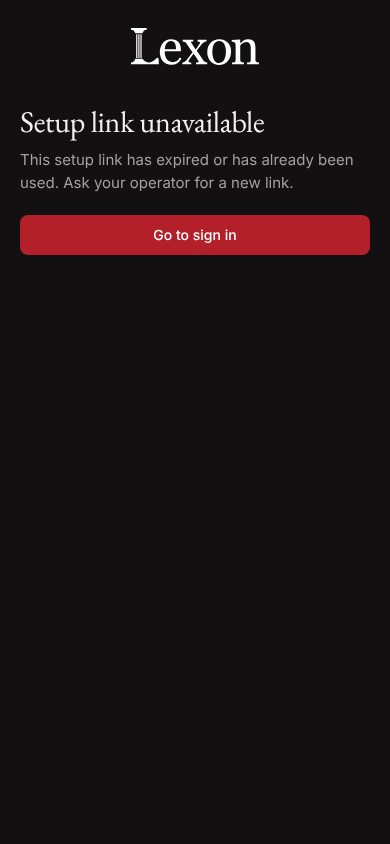 Lexon
Setup link unavailable
This setup link has expired or has already been
used. Ask your operator for a new link.
Go to sign in